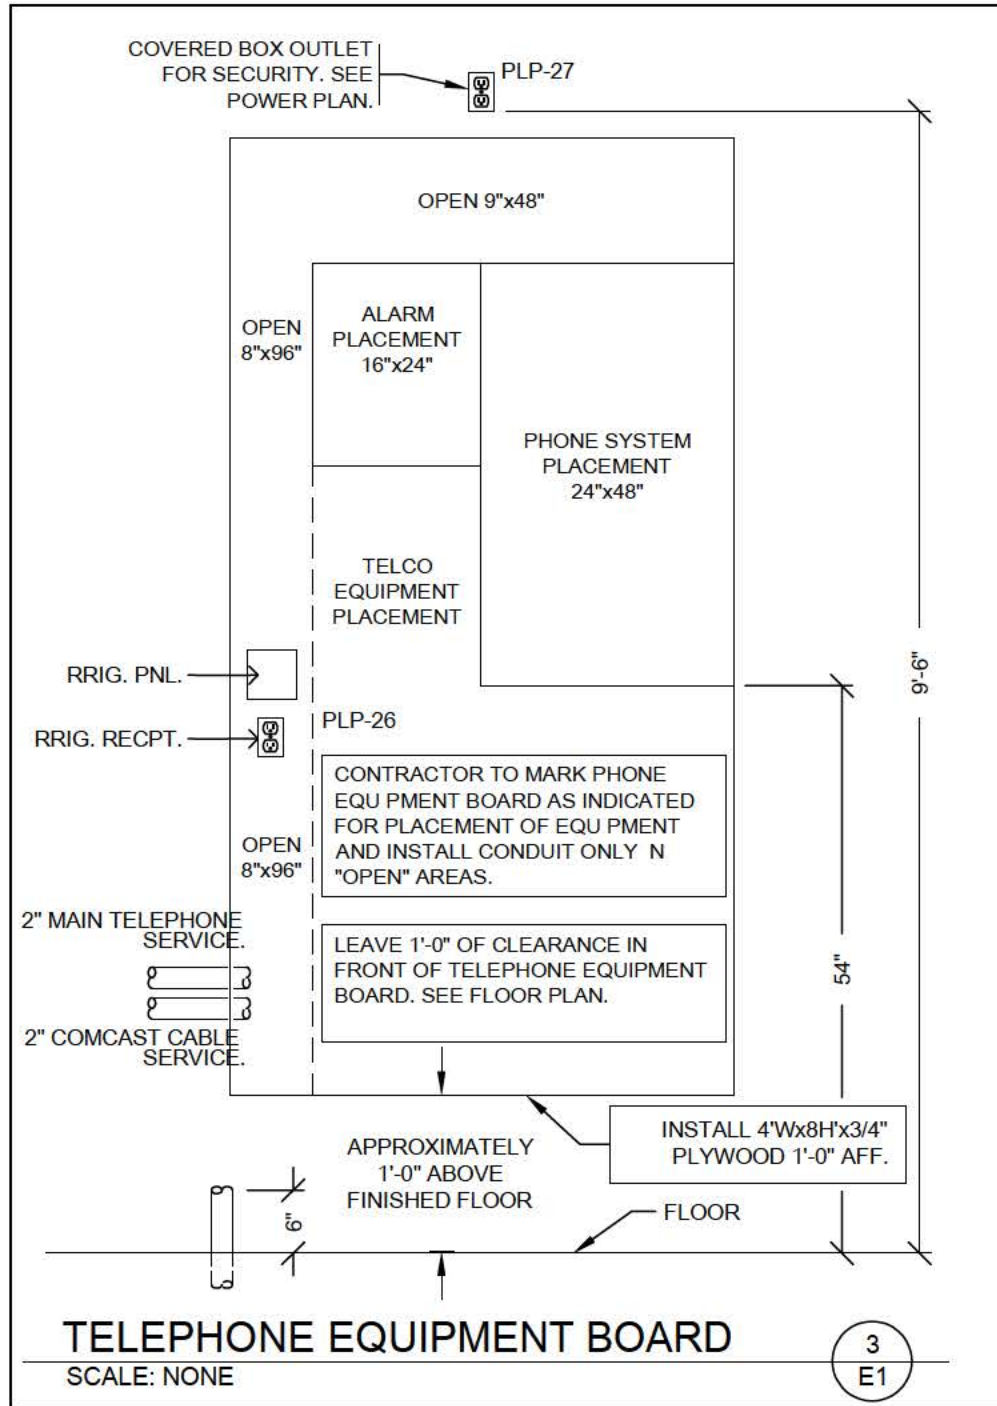 COVERED BOX OUTLET
FOR SECURITY. SEE
POWER PLAN.
PLP-27
OPEN 9"x48"
OPEN
8"x96"
ALARM
PLACEMENT
16"x24"
PHONE SYSTEM
PLACEMENT
24"x48"
TELCO
EQUIPMENT
PLACEMENT
RRIG. PNL.
RRIG. RECPT.
PLP-26
9'-6"
CONTRACTOR TO MARK PHONE
EQU PMENT BOARD AS INDICATED
FOR PLACEMENT OF EQU PMENT
AND INSTALL CONDUIT ONLY  N
"OPEN" AREAS.
OPEN
8"x96"
2" MAIN TELEPHONE
SERVICE.
LEAVE 1'-0" OF CLEARANCE IN
FRONT OF TELEPHONE EQUIPMENT
BOARD. SEE FLOOR PLAN.
54"
2" COMCAST CABLE
SERVICE.
INSTALL 4'Wx8H'x3/4"
PLYWOOD 1'-0" AFF.
APPROXIMATELY
1'-0" ABOVE
FINISHED FLOOR
6"
FLOOR
TELEPHONE EQUIPMENT BOARD
SCALE: NONE
3
E1